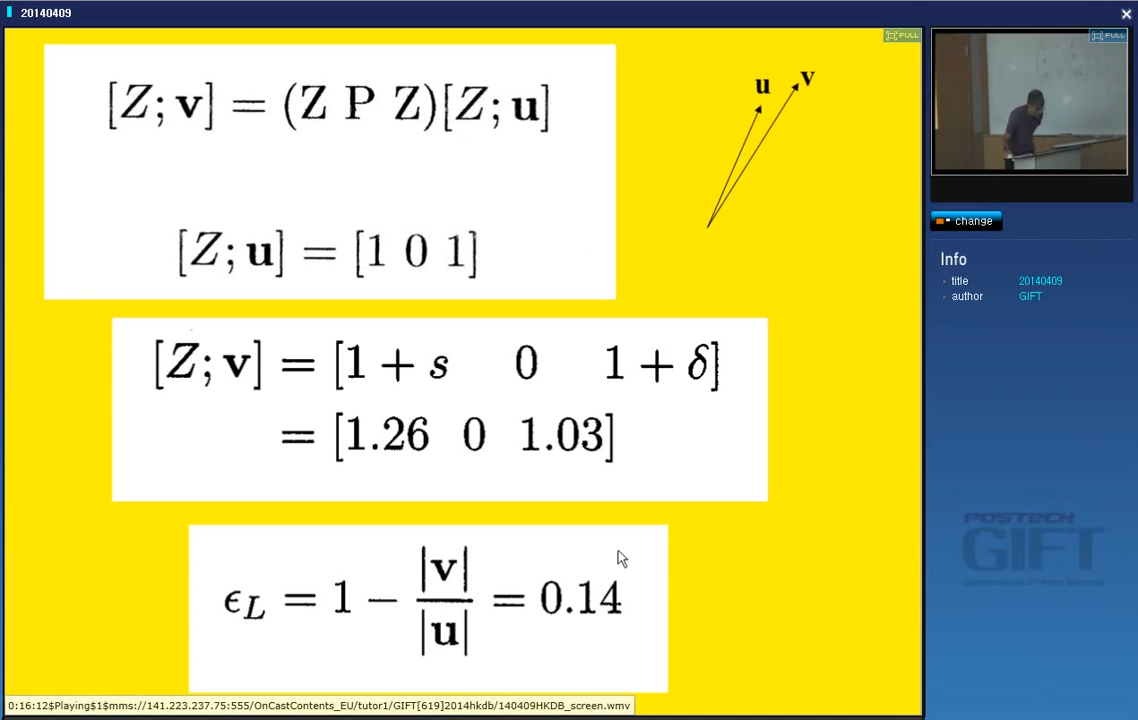 20140409
FULL
[Z; v] = (Z P Z)[Z; u]
u
v
[Z; u] = [1 0 1]
[Z; v] = [1 + s 0 1 + δ]
= [1.26 0 1.03]
ϵ_L = 1 − |v| / |u| = 0.14
0:16:12$Playing$1$mms://141.223.237.75:555/OnCastContents_EU/tutor1/GIFT[619]2014hkdb/140409HKDB_screen.wmv
FULL
change
Info
title 20140409
author GIFT
POSTECH
GIFT